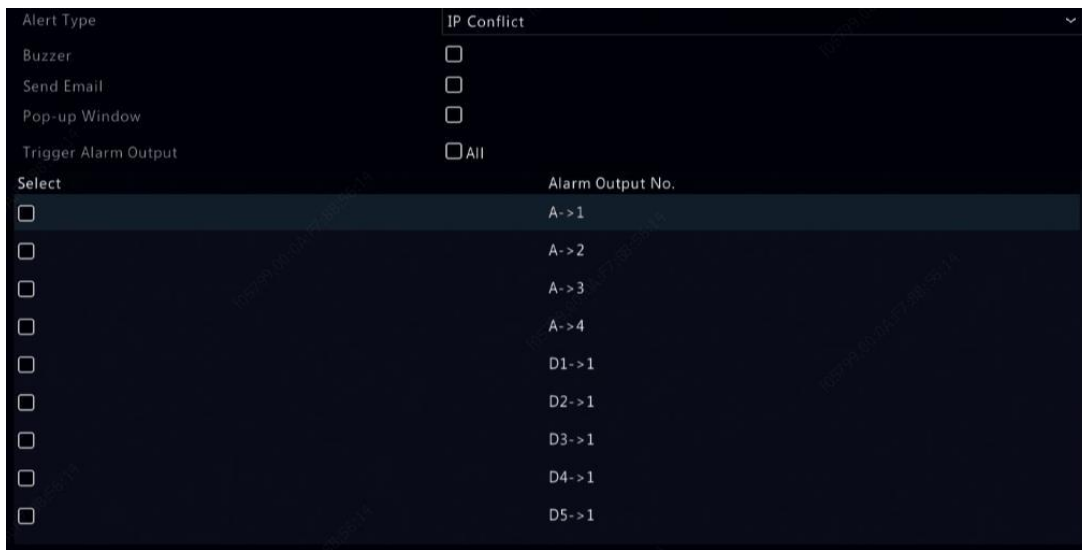 Alert Type IP Conflict
Buzzer
Send Email
Pop-up Window
Trigger Alarm Output All
Select Alarm Output No.
A->1
A->2
A->3
A->4
D1->1
D2->1
D3->1
D4->1
D5->1